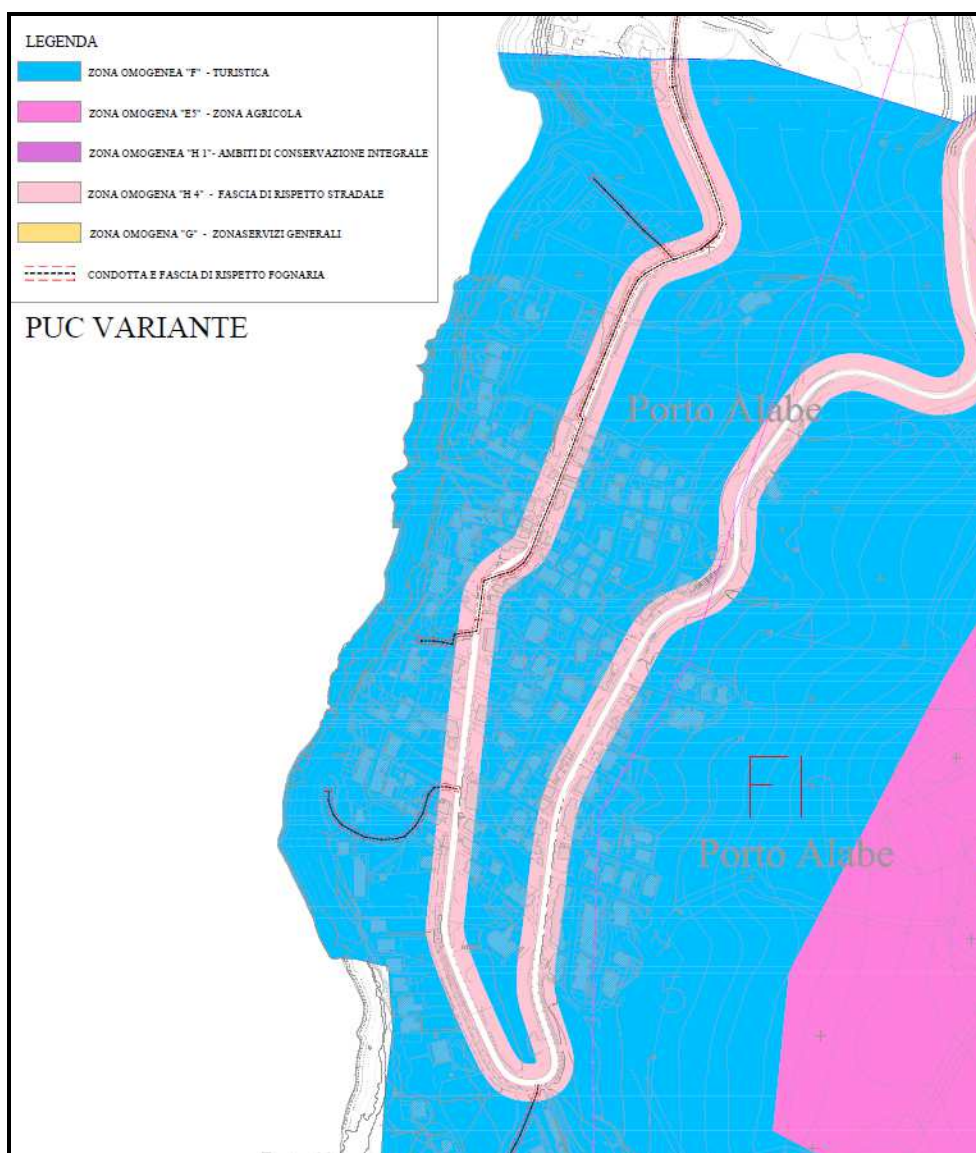 LEGENDA
ZONA OMOGENEA "F" - TURISTICA
ZONA OMOGENA "E5" - ZONA AGRICOLA
ZONA OMOGENEA "H 1"- AMBITI DI CONSERVAZIONE INTEGRALE
ZONA OMOGENA "H 4" - FASCIA DI RISPETTO STRADALE
ZONA OMOGENA "G" - ZONASERVIZI GENERALI
CONDOTTA E FASCIA DI RISPETTO FOGNARIA
PUC VARIANTE
Porto Alabe
F1
Porto Alabe